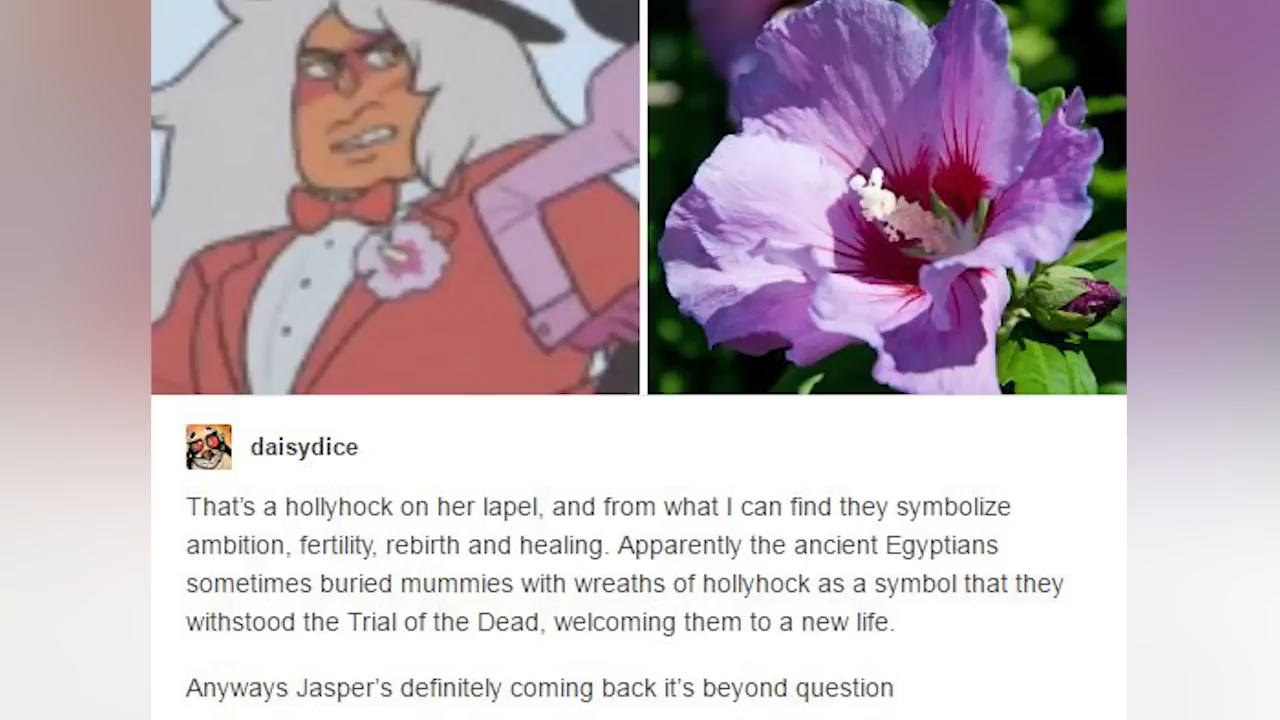 daisydice
That's a hollyhock on her lapel, and from what I can find they symbolize
ambition, fertility, rebirth and healing. Apparently the ancient Egyptians
sometimes buried mummies with wreaths of hollyhock as a symbol that they
withstood the Trial of the Dead, welcoming them to a new life.
Anyways Jasper's definitely coming back it's beyond question